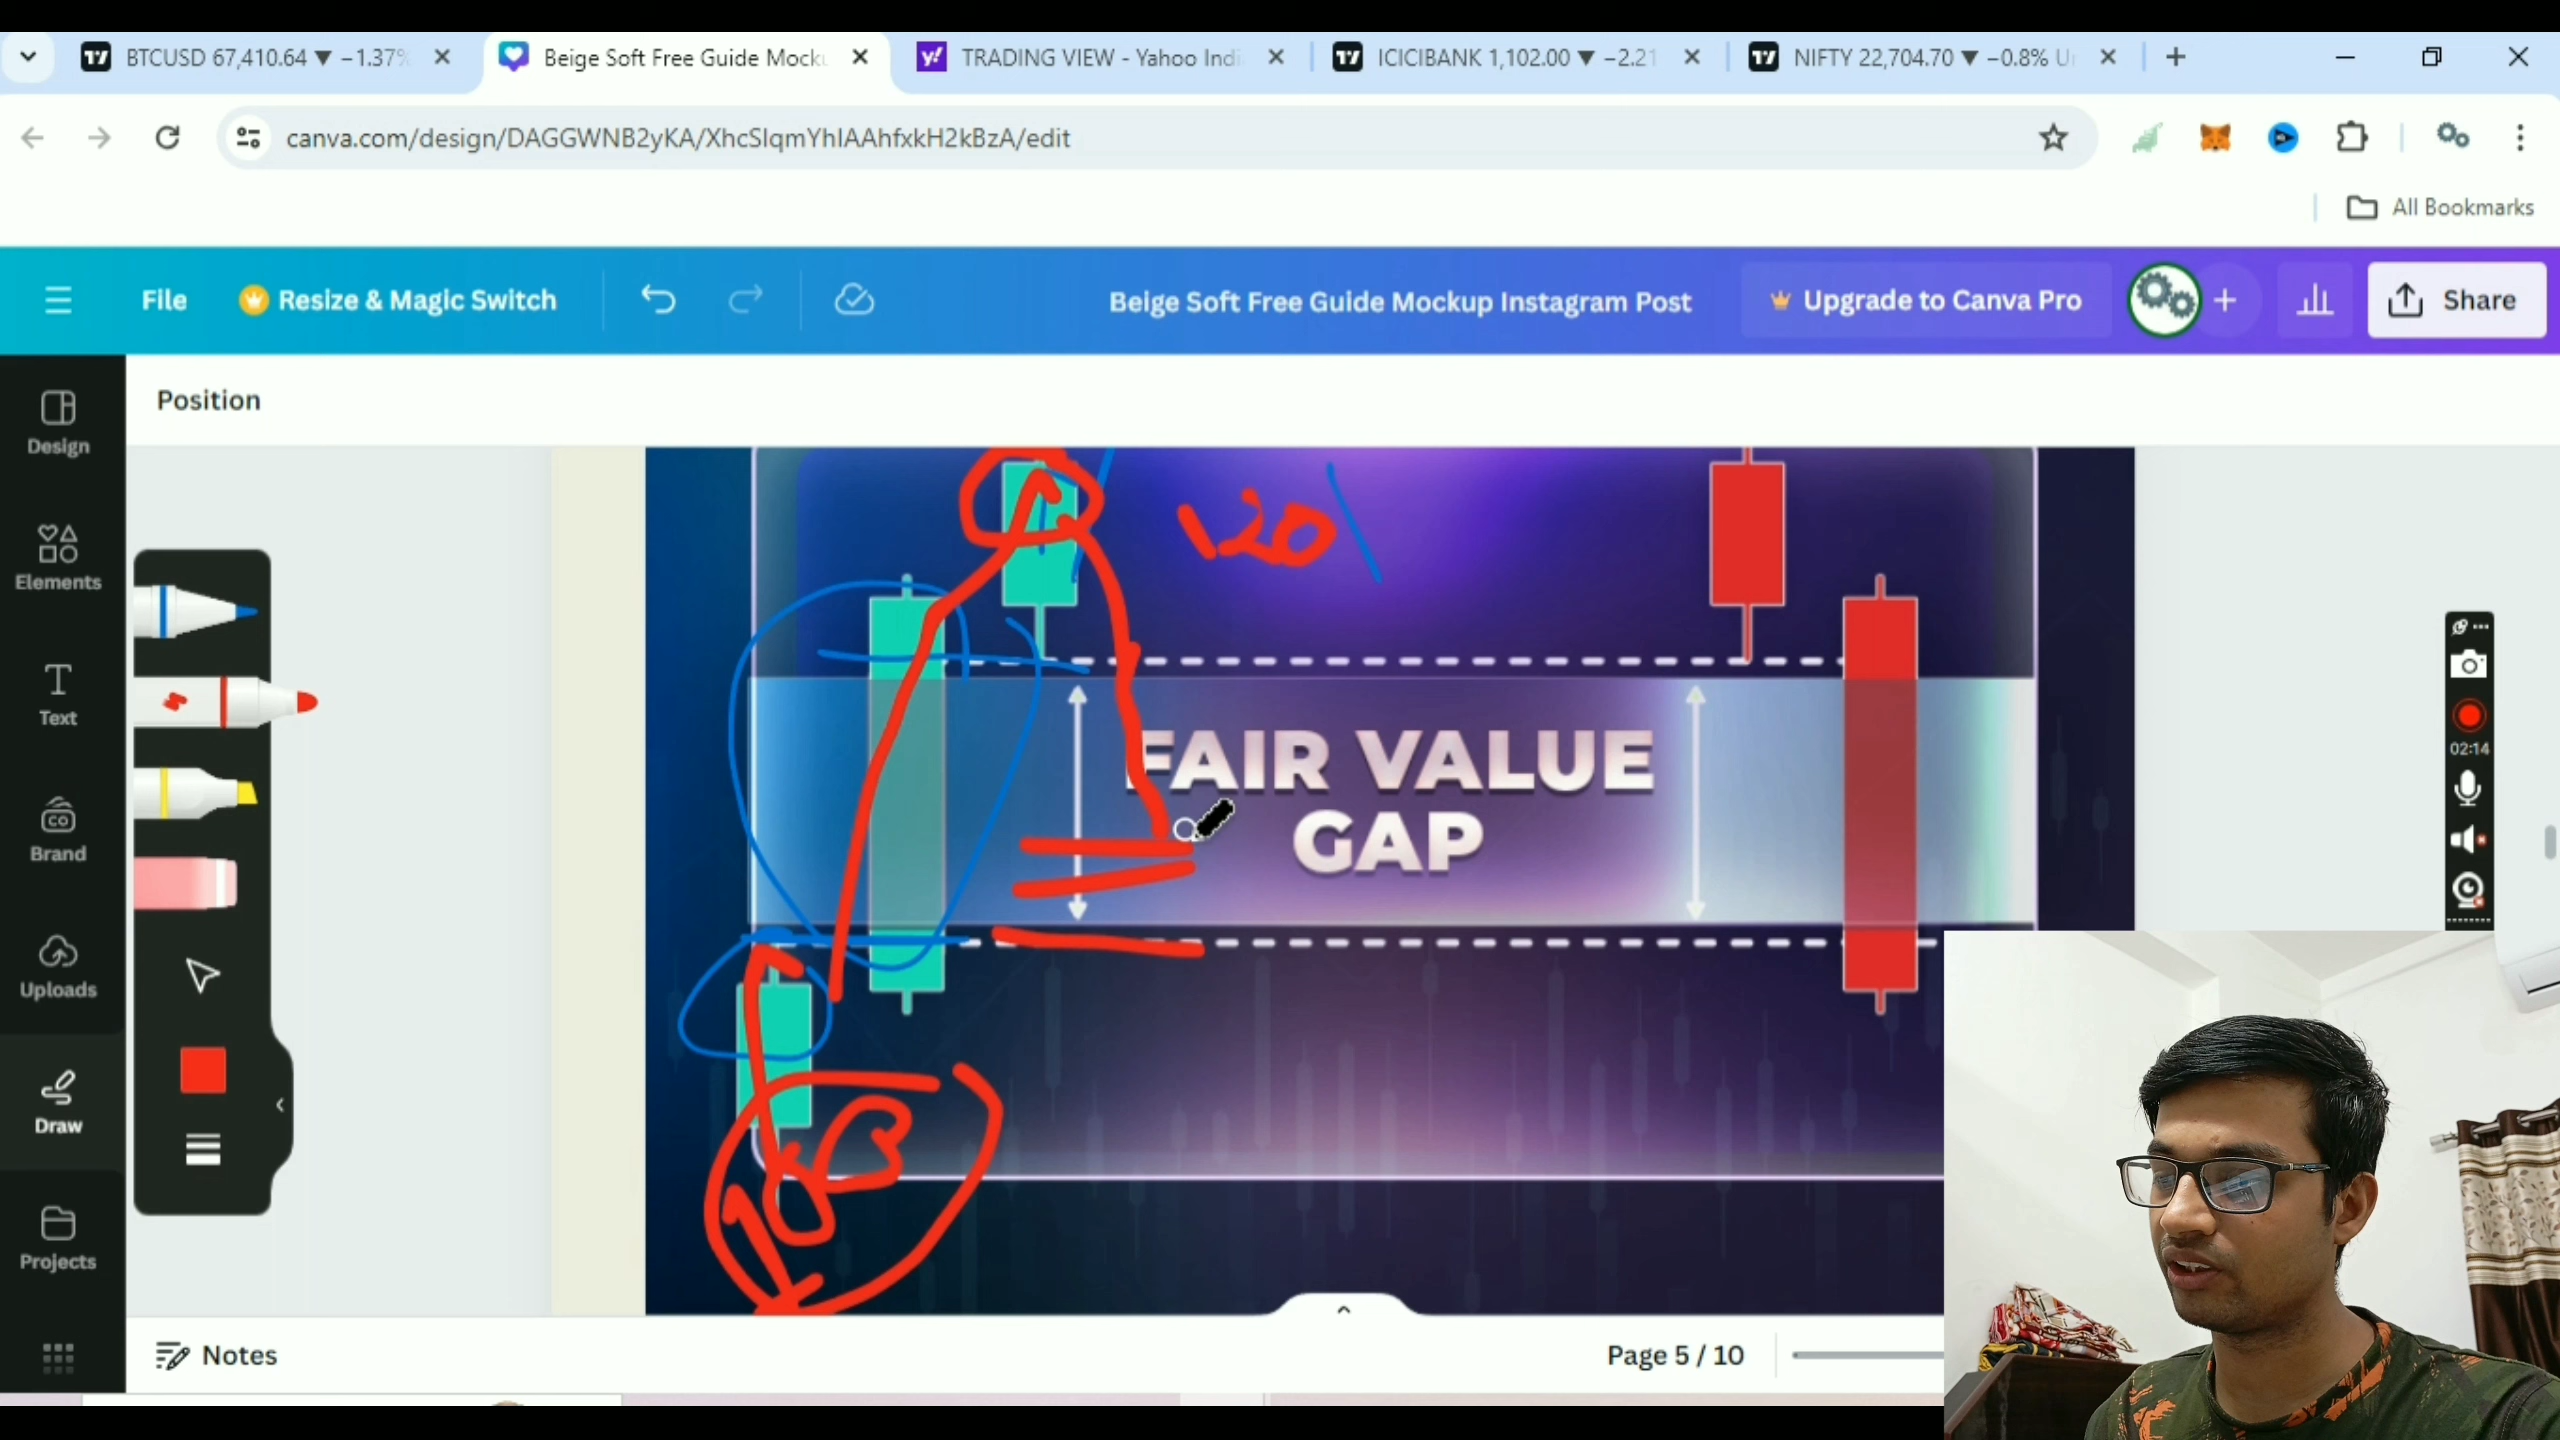 BTCUSD 67,410.64 ▼ −1.37%
Beige Soft Free Guide Mocku
TRADING VIEW - Yahoo Indi
ICICIBANK 1,102.00 ▼ −2.21
NIFTY 22,704.70 ▼ −0.8% Ur
canva.com/design/DAGGWNB2yKA/XhcSlqmYhIAAhfxkH2kBzA/edit
All Bookmarks
File
Resize & Magic Switch
Beige Soft Free Guide Mockup Instagram Post
Upgrade to Canva Pro
Share
Position
Design
Elements
Text
Brand
Uploads
Draw
Projects
120
FAIR VALUE
GAP
02:14
Notes
Page 5 / 10